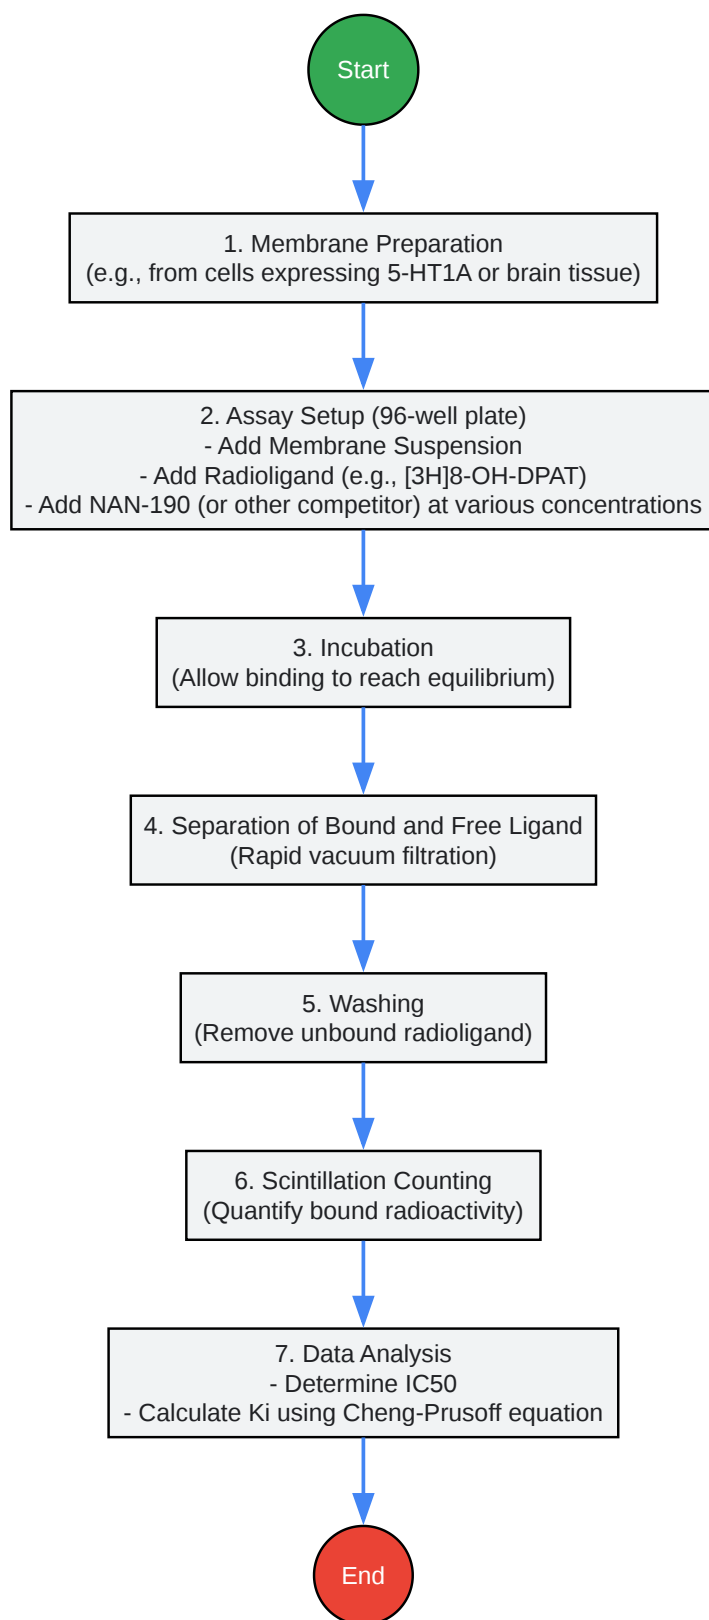 Start
1. Membrane Preparation
(e.g., from cells expressing 5-HT1A or brain tissue)
2. Assay Setup (96-well plate)
- Add Membrane Suspension
- Add Radioligand (e.g., [3H]8-OH-DPAT)
- Add NAN-190 (or other competitor) at various concentrations
3. Incubation
(Allow binding to reach equilibrium)
4. Separation of Bound and Free Ligand
(Rapid vacuum filtration)
5. Washing
(Remove unbound radioligand)
6. Scintillation Counting
(Quantify bound radioactivity)
7. Data Analysis
- Determine IC50
- Calculate Ki using Cheng-Prusoff equation
End